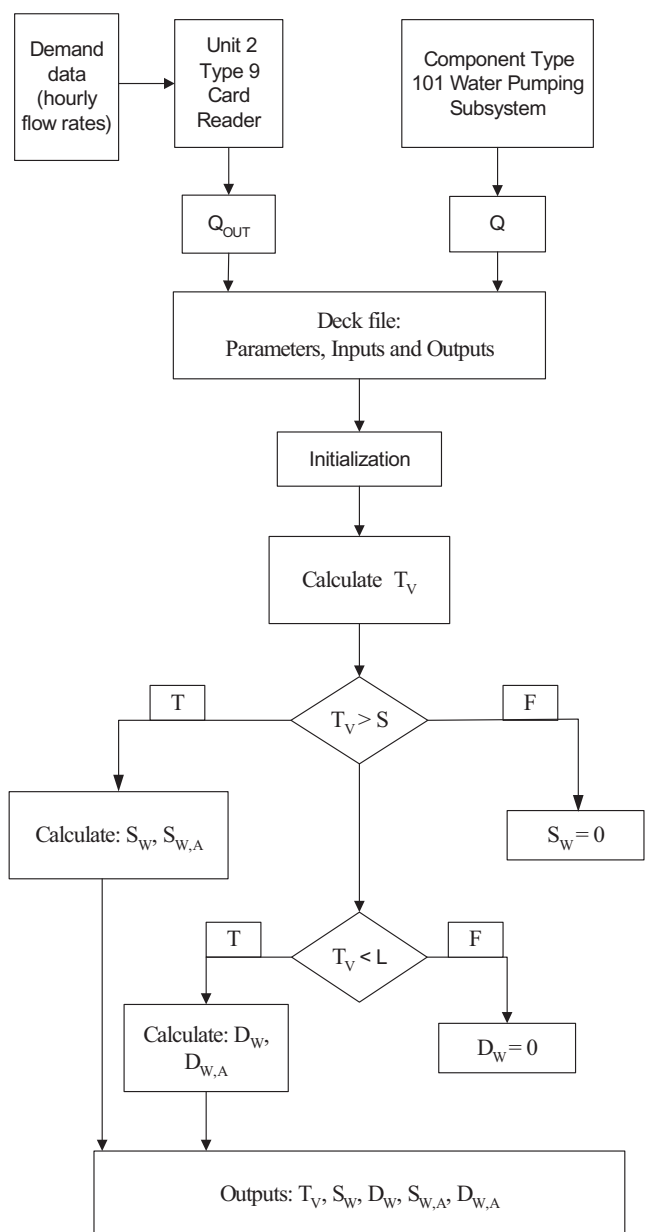 Demand
data
(hourly
flow rates)
Unit 2
Type 9
Card
Reader
Component Type
101 Water Pumping
Subsystem
Q_OUT
Q
Deck file:
Parameters, Inputs and Outputs
Initialization
Calculate T_V
T
T_V > S
F
Calculate: S_W, S_W,A
S_W = 0
T
T_V < L
F
Calculate: D_W,
D_W,A
D_W = 0
Outputs: T_V, S_W, D_W, S_W,A, D_W,A